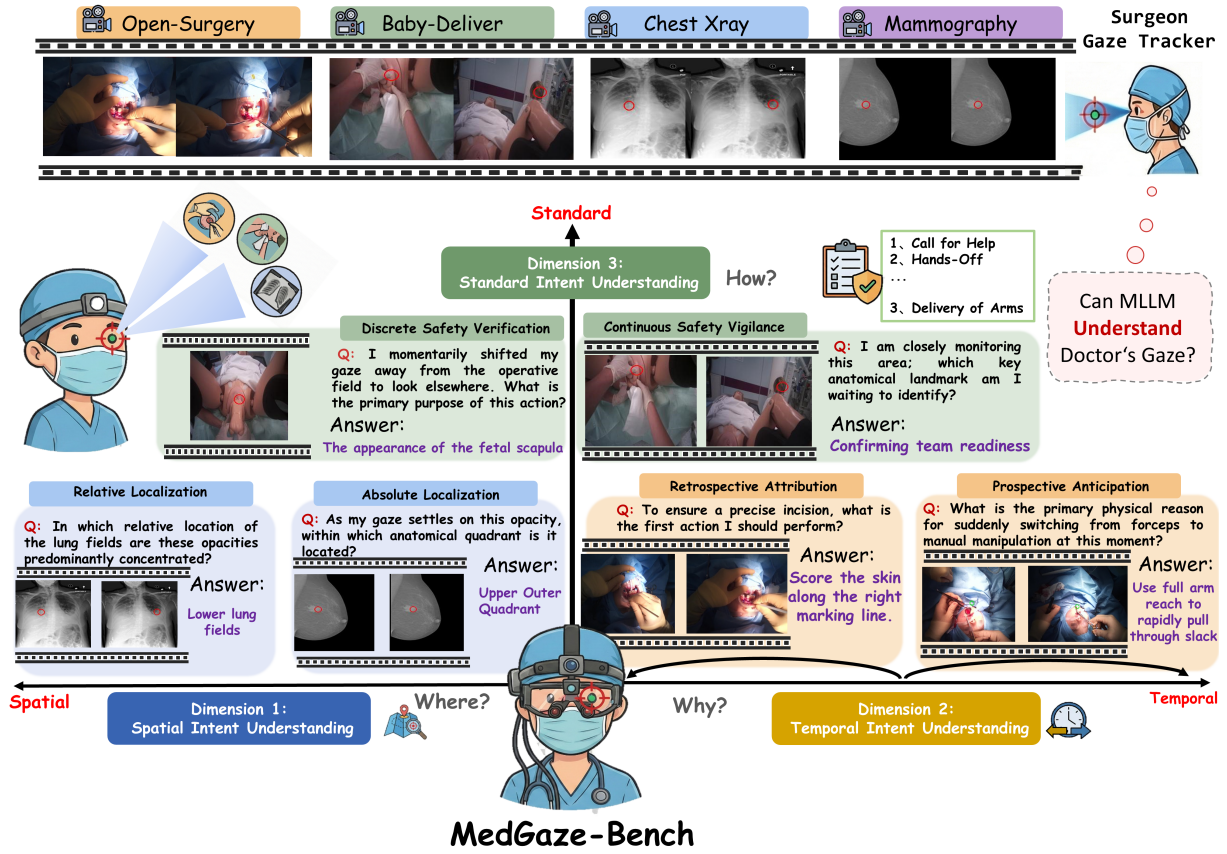 Open-Surgery
Baby-Deliver
Chest Xray
Mammography
Surgeon
Gaze Tracker
Standard
Dimension 3:
Standard Intent Understanding
How?
1、Call for Help
2、Hands-Off
...
3、Delivery of Arms
Can MLLM
Understand
Doctor‘s Gaze?
Discrete Safety Verification
Q: I momentarily shifted my
gaze away from the operative
field to look elsewhere. What is
the primary purpose of this action?
Answer:
The appearance of the fetal scapula
Continuous Safety Vigilance
Q: I am closely monitoring
this area; which key
anatomical landmark am I
waiting to identify?
Answer:
Confirming team readiness
Relative Localization
Q: In which relative location of
the lung fields are these opacities
predominantly concentrated?
Answer:
Lower lung
fields
Absolute Localization
Q: As my gaze settles on this opacity,
within which anatomical quadrant is it
located?
Answer:
Upper Outer
Quadrant
Retrospective Attribution
Q: To ensure a precise incision, what is
the first action I should perform?
Answer:
Score the skin
along the right
marking line.
Prospective Anticipation
Q: What is the primary physical reason
for suddenly switching from forceps to
manual manipulation at this moment?
Answer:
Use full arm
reach to
rapidly pull
through slack
Spatial
Where?
Why?
Temporal
Dimension 1:
Spatial Intent Understanding
Dimension 2:
Temporal Intent Understanding
MedGaze-Bench